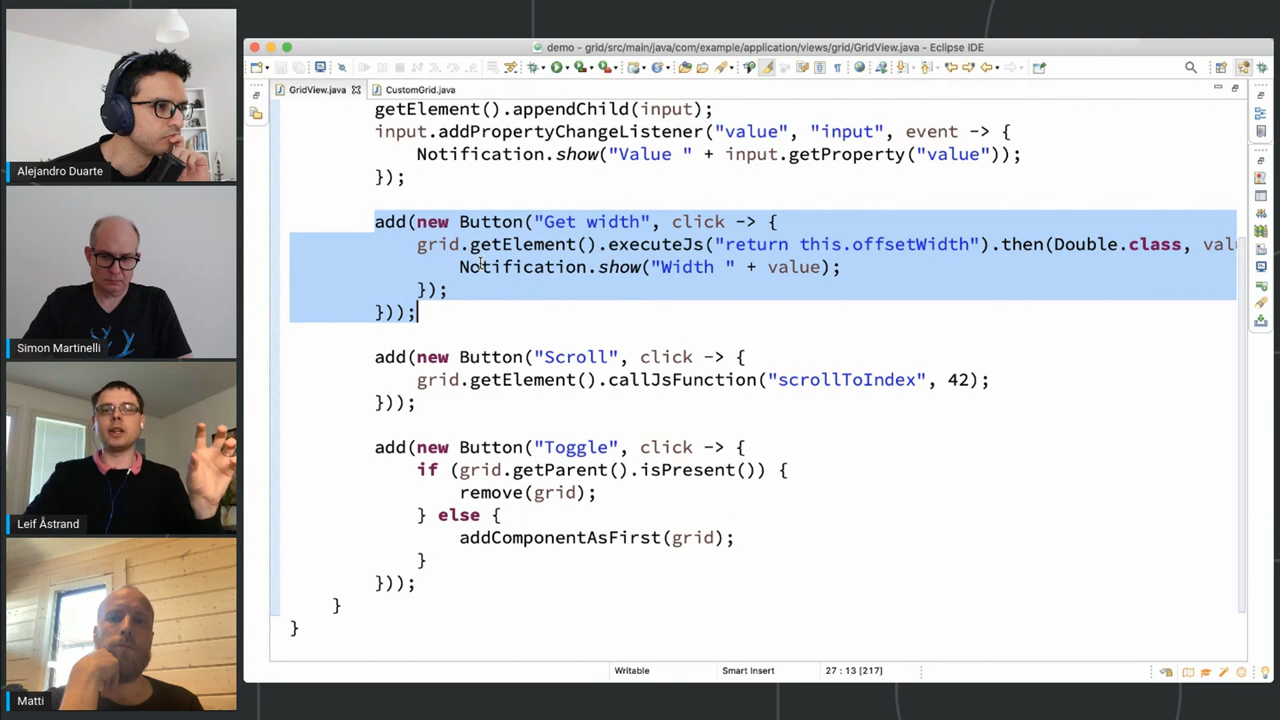 demo - grid/src/main/java/com/example/application/views/grid/GridView.java - Eclipse IDE
GridView.java
CustomGrid.java
getElement().appendChild(input);
input.addPropertyChangeListener("value", "input", event -> {
Notification.show("Value " + input.getProperty("value"));
});
add(new Button("Get width", click -> {
grid.getElement().executeJs("return this.offsetWidth").then(Double.class, valu
Notification.show("Width " + value);
});
}));
add(new Button("Scroll", click -> {
grid.getElement().callJsFunction("scrollToIndex", 42);
}));
add(new Button("Toggle", click -> {
if (grid.getParent().isPresent()) {
remove(grid);
} else {
addComponentAsFirst(grid);
}
}));
}
}
Writable
Smart Insert
27 : 13 [217]
Alejandro Duarte
Simon Martinelli
Leif Åstrand
Matti